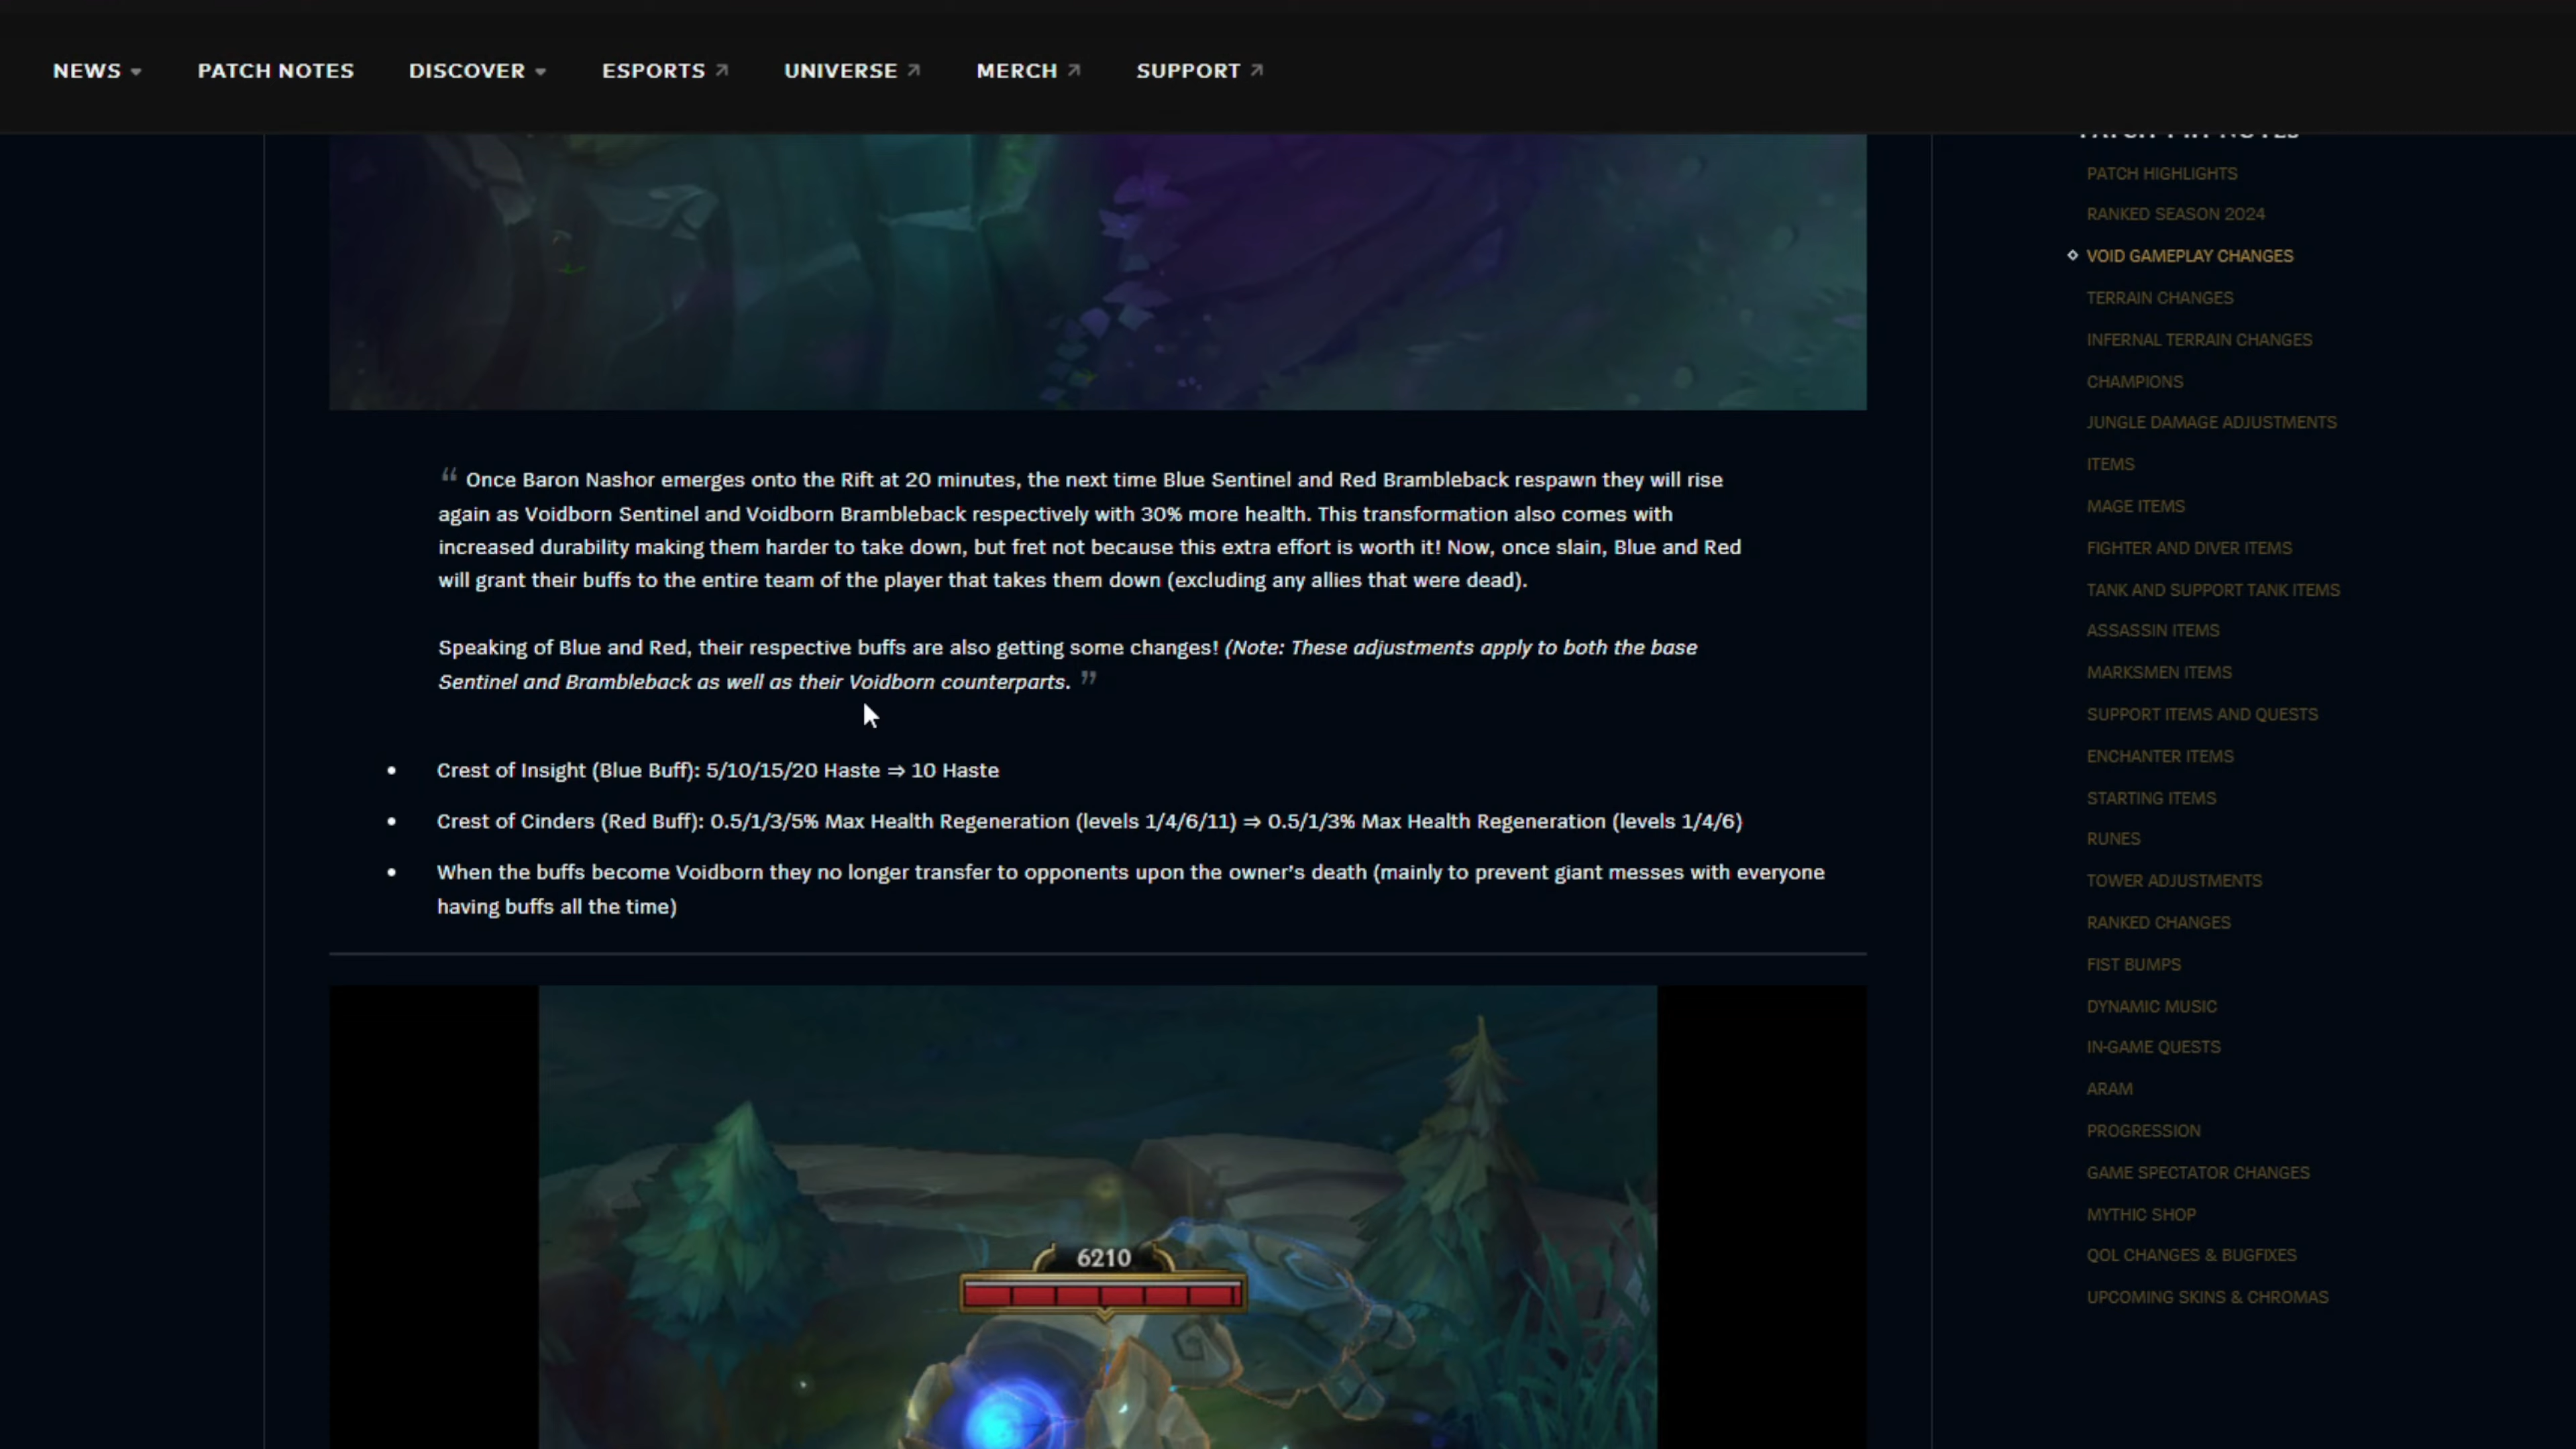 NEWS PATCH NOTES DISCOVER ESPORTS UNIVERSE MERCH SUPPORT
“ Once Baron Nashor emerges onto the Rift at 20 minutes, the next time Blue Sentinel and Red Brambleback respawn they will rise
again as Voidborn Sentinel and Voidborn Brambleback respectively with 30% more health. This transformation also comes with
increased durability making them harder to take down, but fret not because this extra effort is worth it! Now, once slain, Blue and Red
will grant their buffs to the entire team of the player that takes them down (excluding any allies that were dead).
Speaking of Blue and Red, their respective buffs are also getting some changes! (Note: These adjustments apply to both the base
Sentinel and Brambleback as well as their Voidborn counterparts. ”
• Crest of Insight (Blue Buff): 5/10/15/20 Haste ⇒ 10 Haste
• Crest of Cinders (Red Buff): 0.5/1/3/5% Max Health Regeneration (levels 1/4/6/11) ⇒ 0.5/1/3% Max Health Regeneration (levels 1/4/6)
• When the buffs become Voidborn they no longer transfer to opponents upon the owner’s death (mainly to prevent giant messes with everyone
having buffs all the time)
6210
PATCH HIGHLIGHTS
RANKED SEASON 2024
VOID GAMEPLAY CHANGES
TERRAIN CHANGES
INFERNAL TERRAIN CHANGES
CHAMPIONS
JUNGLE DAMAGE ADJUSTMENTS
ITEMS
MAGE ITEMS
FIGHTER AND DIVER ITEMS
TANK AND SUPPORT TANK ITEMS
ASSASSIN ITEMS
MARKSMEN ITEMS
SUPPORT ITEMS AND QUESTS
ENCHANTER ITEMS
STARTING ITEMS
RUNES
TOWER ADJUSTMENTS
RANKED CHANGES
FIST BUMPS
DYNAMIC MUSIC
IN-GAME QUESTS
ARAM
PROGRESSION
GAME SPECTATOR CHANGES
MYTHIC SHOP
QOL CHANGES & BUGFIXES
UPCOMING SKINS & CHROMAS